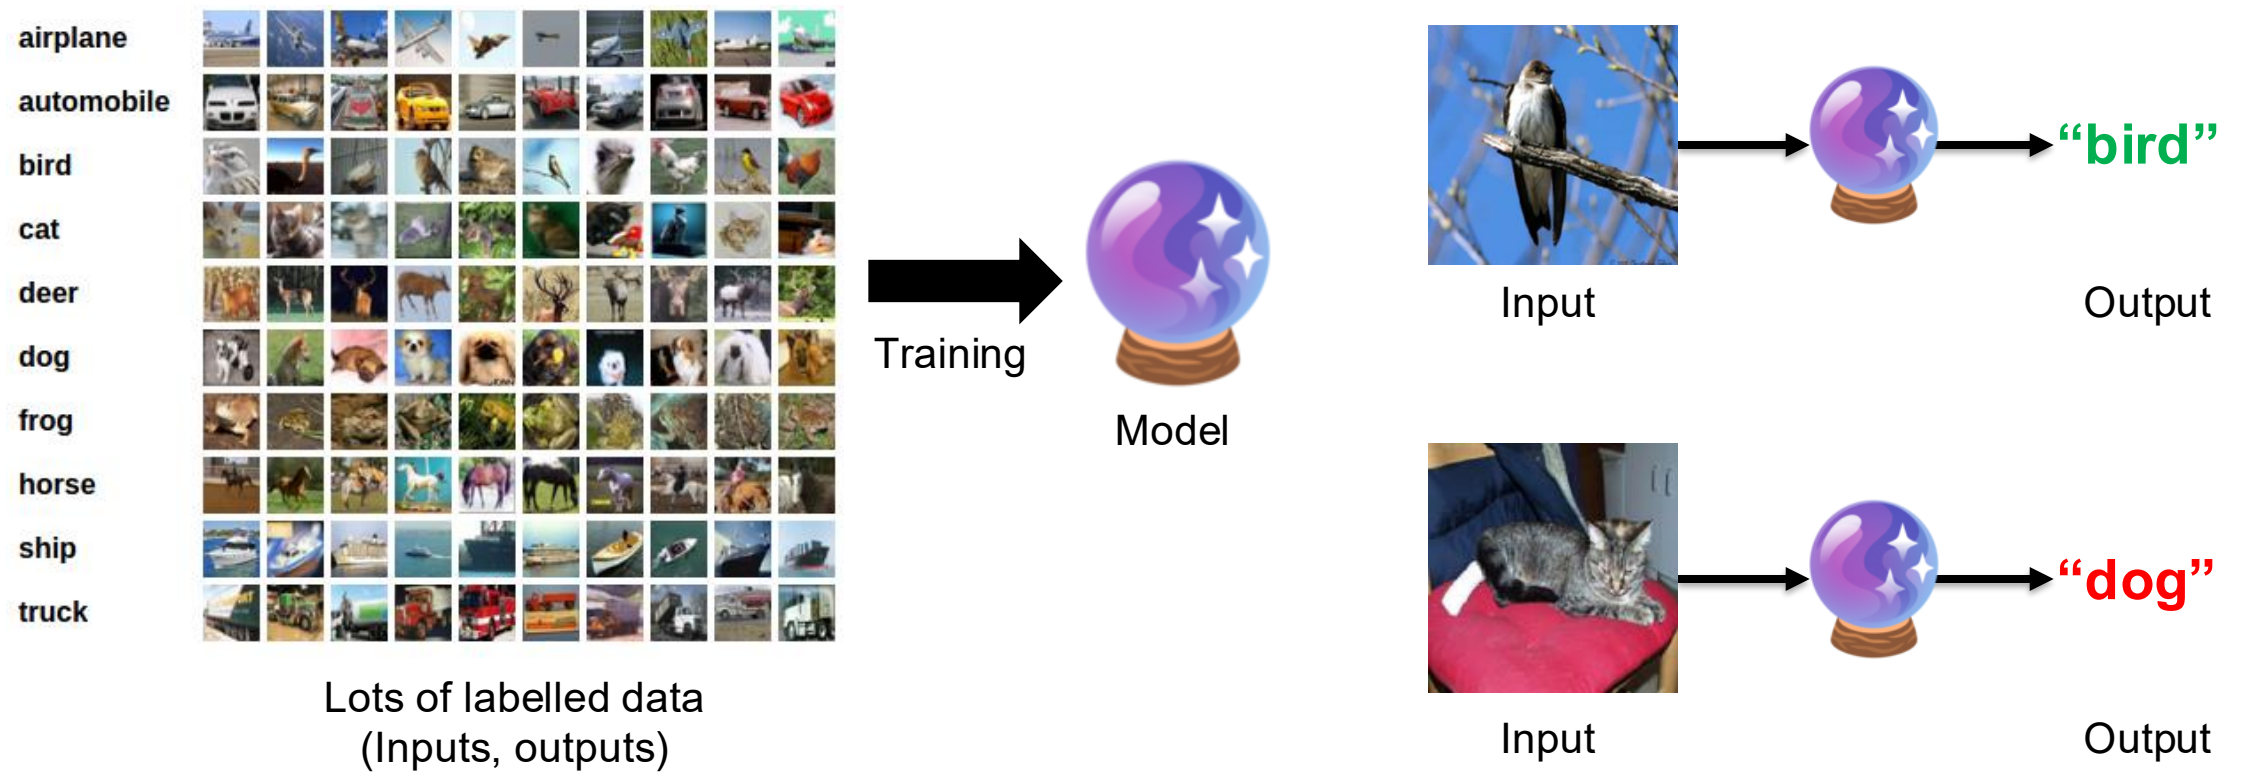 airplane
automobile
bird
cat
deer
dog
frog
horse
ship
truck
Lots of labelled data
(Inputs, outputs)
Training
Model
Input
“bird”
Output
Input
“dog”
Output